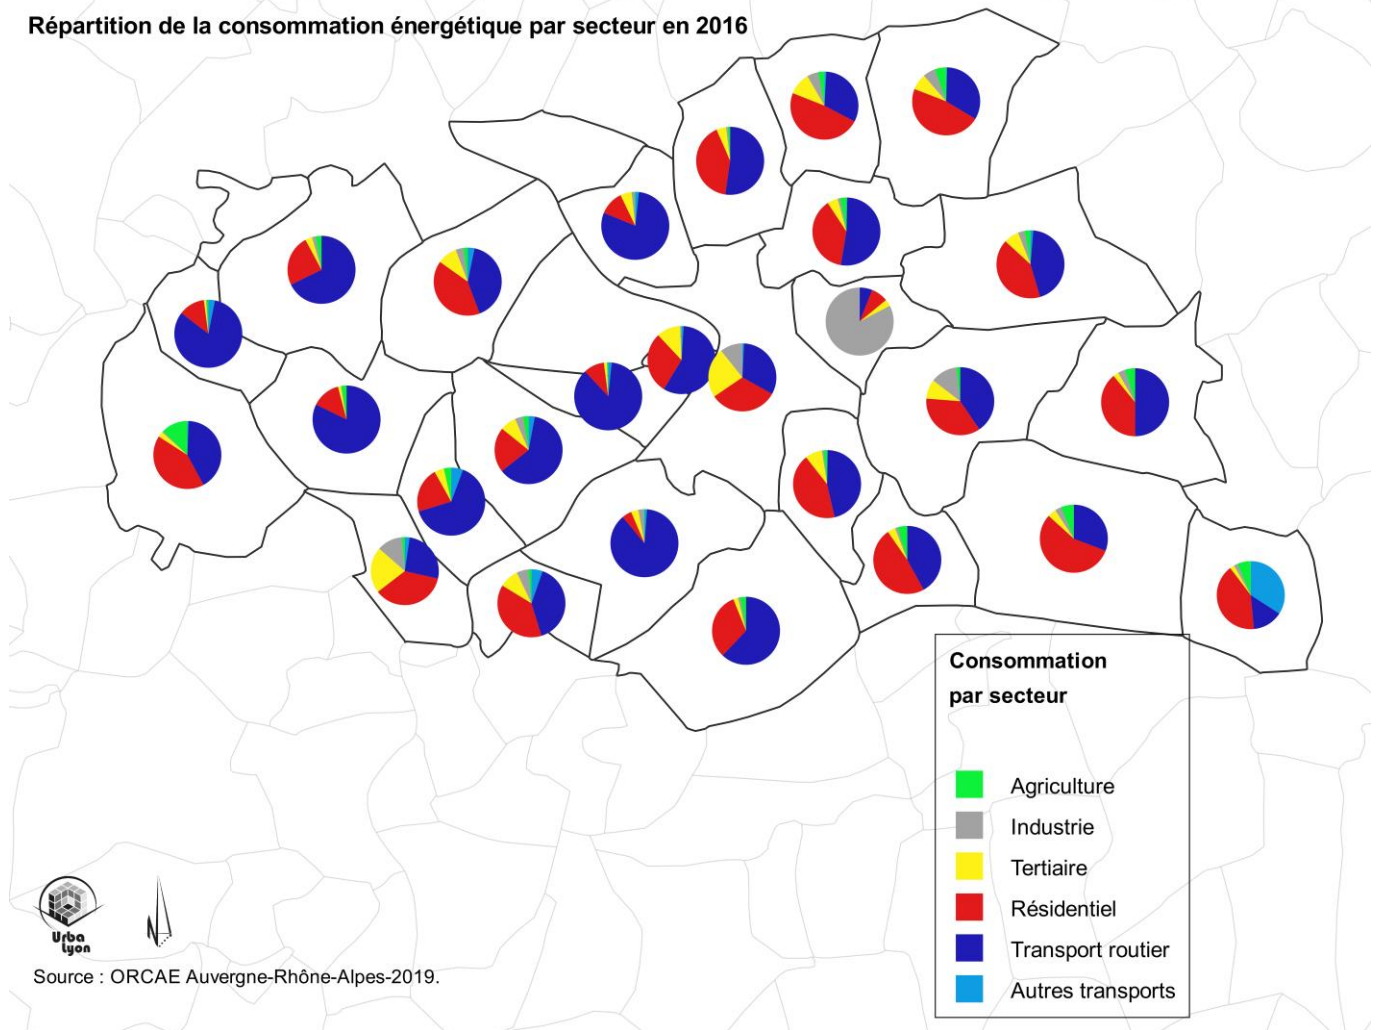 Répartition de la consommation énergétique par secteur en 2016
Consommation
par secteur
Agriculture
Industrie
Tertiaire
Résidentiel
Transport routier
Autres transports
Urba
Lyon
N
Source : ORCAE Auvergne-Rhône-Alpes-2019.